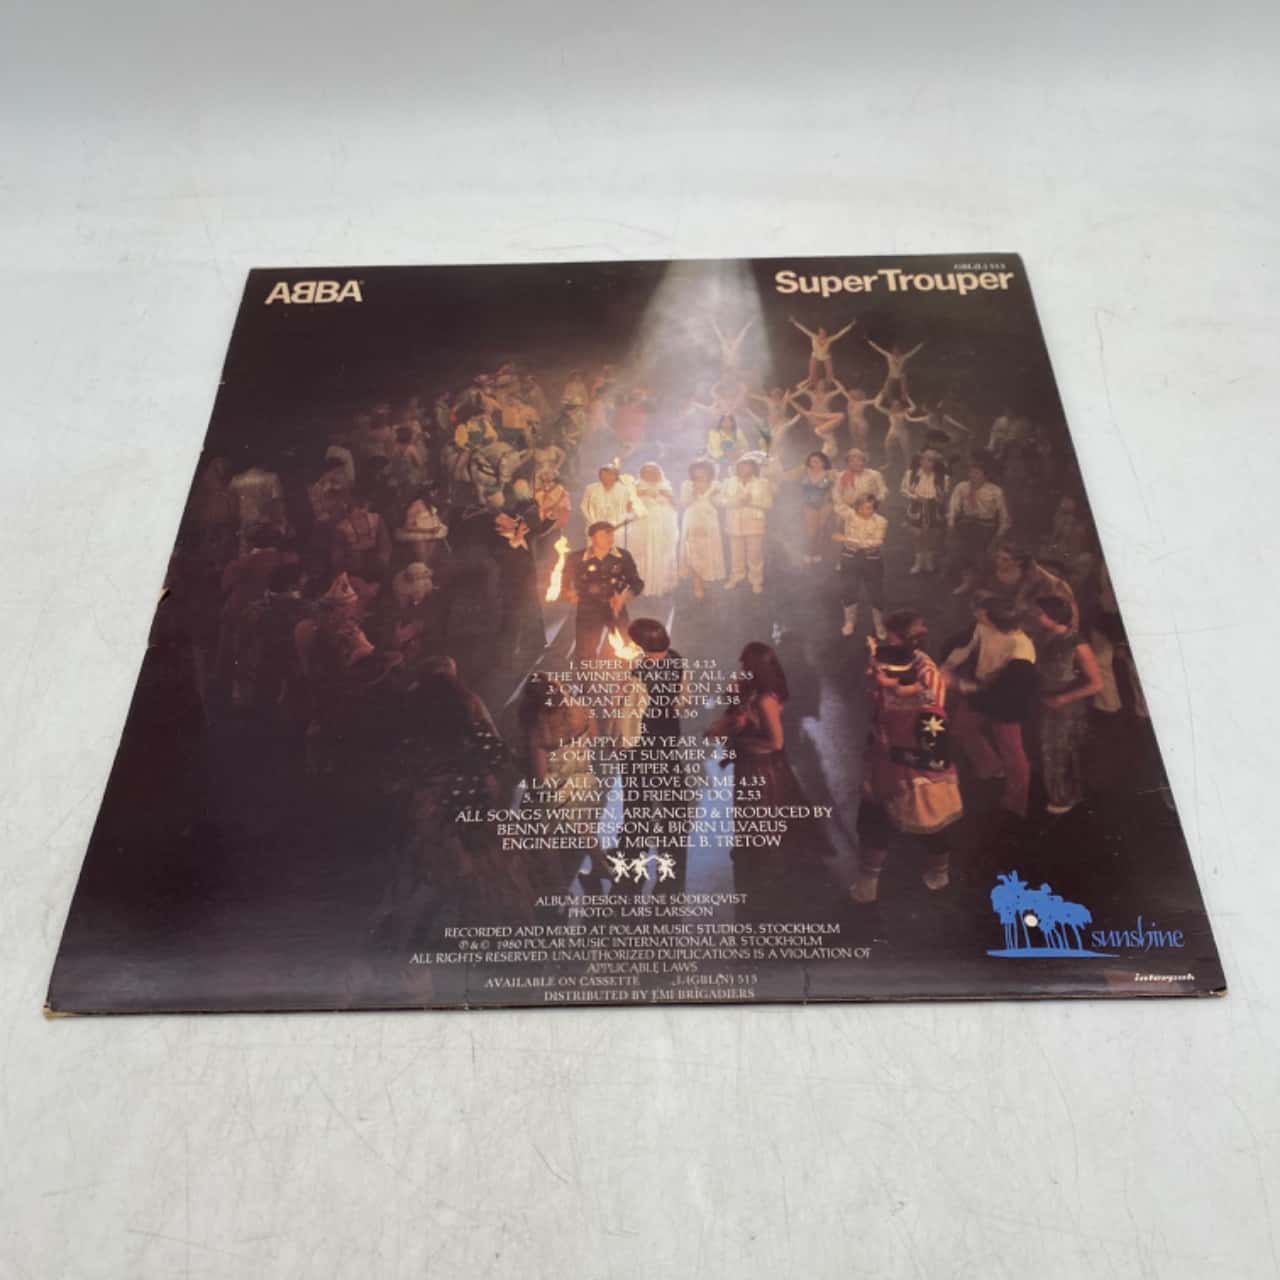 ABBA
Super Trouper
1. SUPER TROUPER 4.13
2. THE WINNER TAKES IT ALL 4.55
3. ON AND ON AND ON 3.41
4. ANDANTE, ANDANTE 4.38
5. ME AND I 3.56
B.
1. HAPPY NEW YEAR 4.37
2. OUR LAST SUMMER 4.58
3. THE PIPER 4.40
4. LAY ALL YOUR LOVE ON ME 4.33
5. THE WAY OLD FRIENDS DO 2.53
ALL SONGS WRITTEN, ARRANGED & PRODUCED BY
BENNY ANDERSSON & BJÖRN ULVAEUS
ENGINEERED BY MICHAEL B. TRETOW
ALBUM DESIGN: RUNE SÖDERQVIST
PHOTO: LARS LARSSON
RECORDED AND MIXED AT POLAR MUSIC STUDIOS, STOCKHOLM
℗ & © 1980 POLAR MUSIC INTERNATIONAL AB, STOCKHOLM
ALL RIGHTS RESERVED. UNAUTHORIZED DUPLICATIONS IS A VIOLATION OF
APPLICABLE LAWS
AVAILABLE ON CASSETTE
DISTRIBUTED BY EMI BRIGADIERS
sunshine
interpak